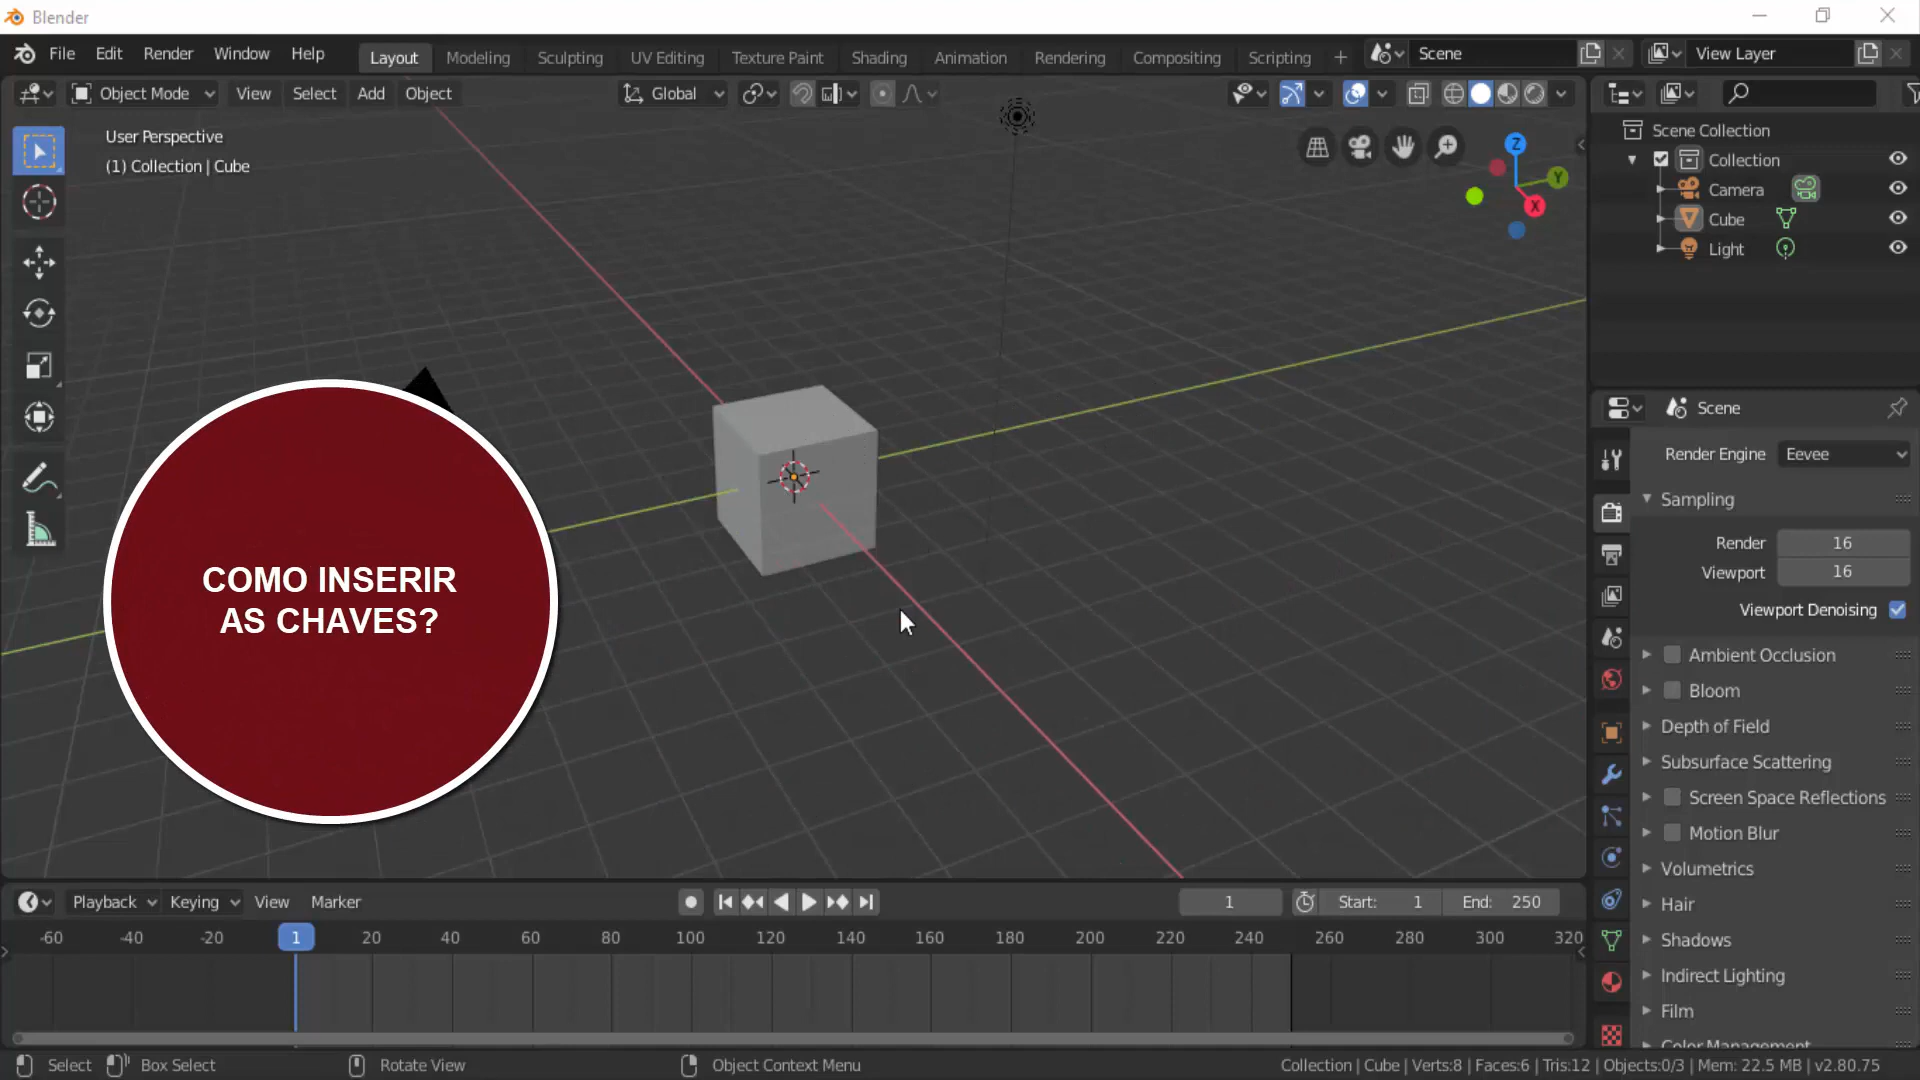 Blender
File Edit Render Window Help Layout Modeling Sculpting UV Editing Texture Paint Shading Animation Rendering Compositing Scripting + Scene View Layer
Object Mode View Select Add Object Global
User Perspective
(1) Collection | Cube
Z
Y
X
Scene Collection
Collection
Camera
Cube
Light
Scene
Render Engine Eevee
Sampling
Render 16
Viewport 16
Viewport Denoising
Ambient Occlusion
Bloom
Depth of Field
Subsurface Scattering
Screen Space Reflections
Motion Blur
Volumetrics
Hair
Shadows
Indirect Lighting
Film
Color Management
COMO INSERIR
AS CHAVES?
Playback Keying View Marker 1 Start: 1 End: 250
-60 -40 -20 1 20 40 60 80 100 120 140 160 180 200 220 240 260 280 300 320
Select Box Select Rotate View Object Context Menu Collection | Cube | Verts:8 | Faces:6 | Tris:12 | Objects:0/3 | Mem: 22.5 MB | v2.80.75